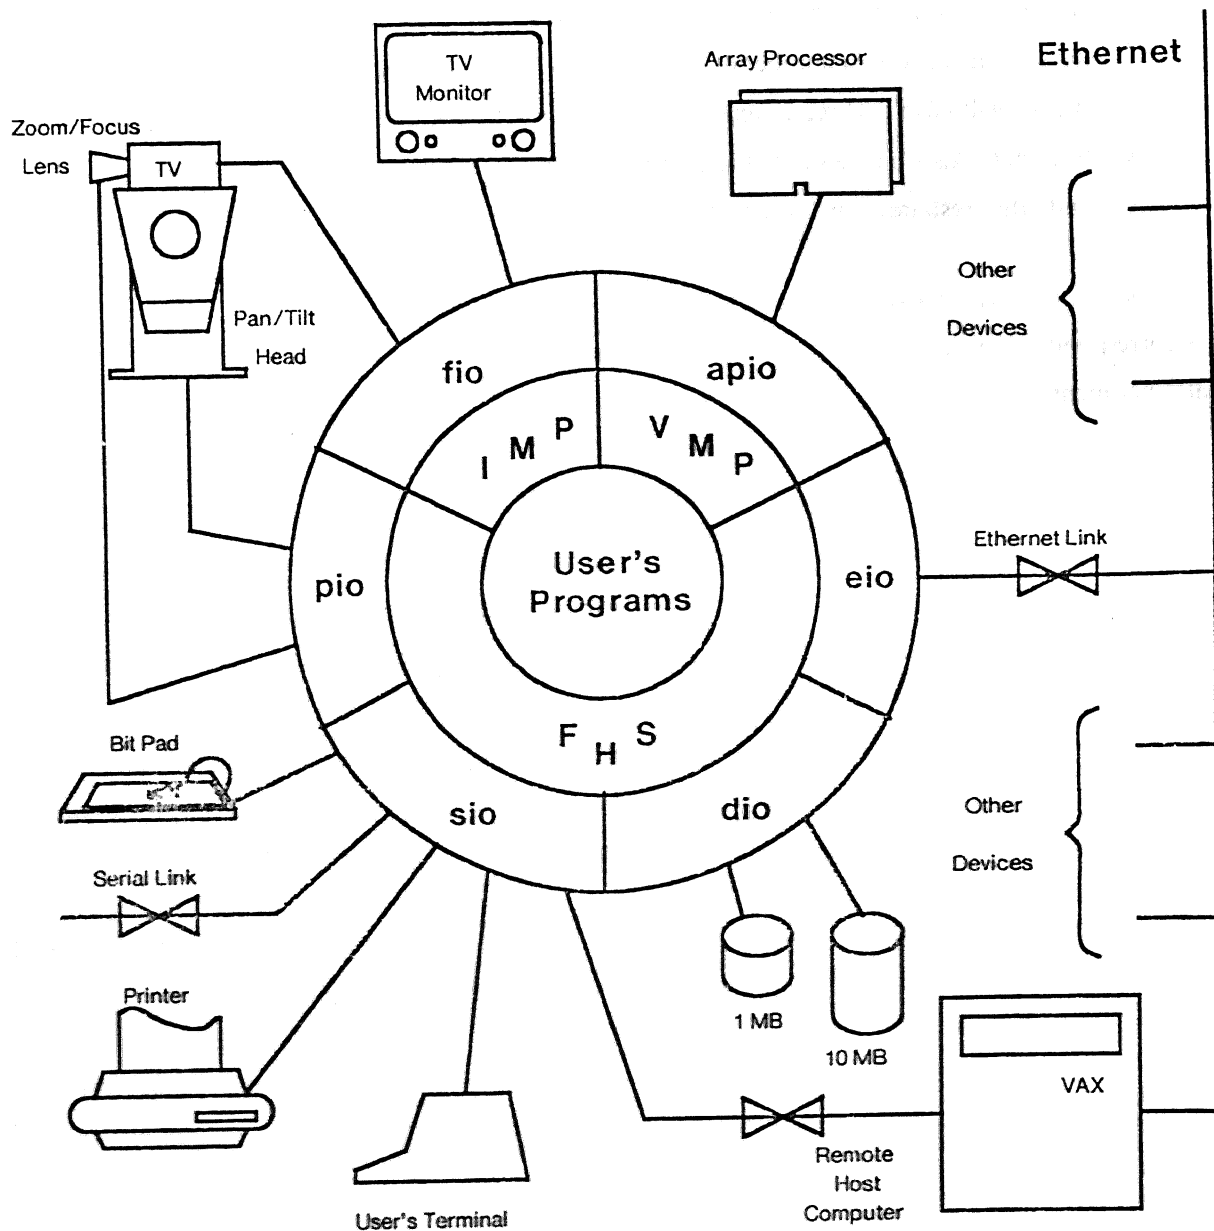 Ethernet
TV
Monitor
Array Processor
Zoom/Focus
Lens
TV
Pan/Tilt
Head
Other
Devices
fio
apio
I M P
V M P
Ethernet Link
User's
Programs
pio
eio
F H S
Bit Pad
sio
dio
Other
Devices
Serial Link
Printer
1 MB
10 MB
VAX
Remote
Host
Computer
User's Terminal